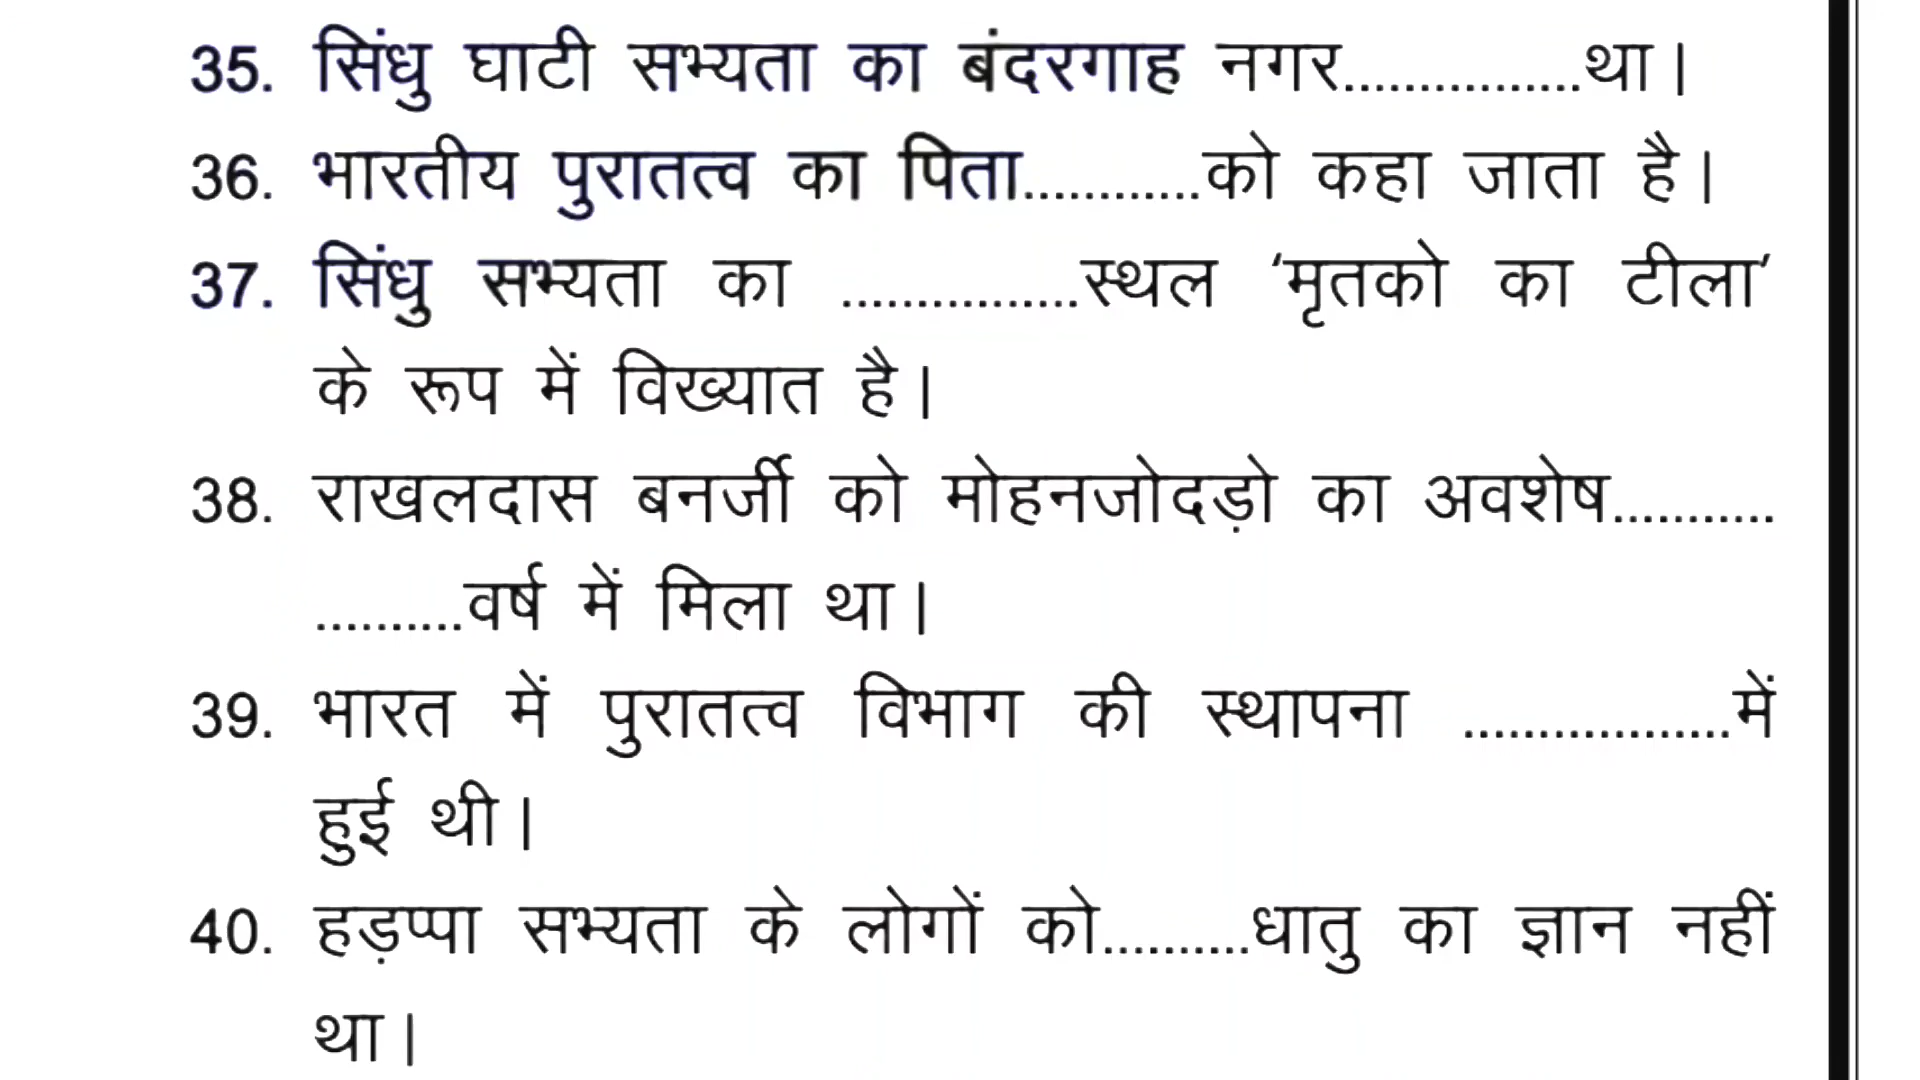 35. सिंधु घाटी सभ्यता का बंदरगाह नगर................था।
36. भारतीय पुरातत्व का पिता............को कहा जाता है।
37. सिंधु सभ्यता का ................स्थल ‘मृतको का टीला’
के रूप में विख्यात है।
38. राखलदास बनर्जी को मोहनजोदड़ो का अवशेष...........
..........वर्ष में मिला था।
39. भारत में पुरातत्व विभाग की स्थापना ..................में
हुई थी।
40. हड़प्पा सभ्यता के लोगों को..........धातु का ज्ञान नहीं
था।